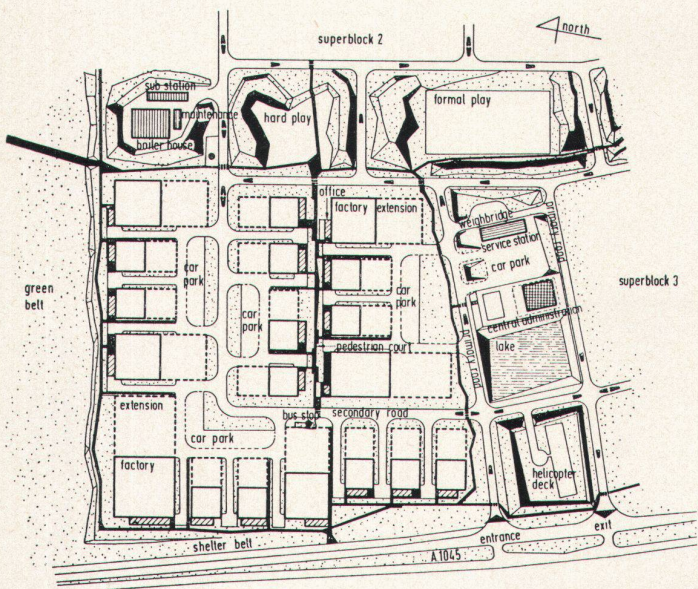 superblock 2
north
sub station
maintenance
boiler house
hard play
formal play
office
factory
extension
weighbridge
service station
primary road
car park
green belt
car park
car park
car park
superblock 3
central administration
pedestrian court
lake
primary road
extension
bus stop
secondary road
car park
factory
helicopter deck
shelter belt
entrance
exit
A 1045